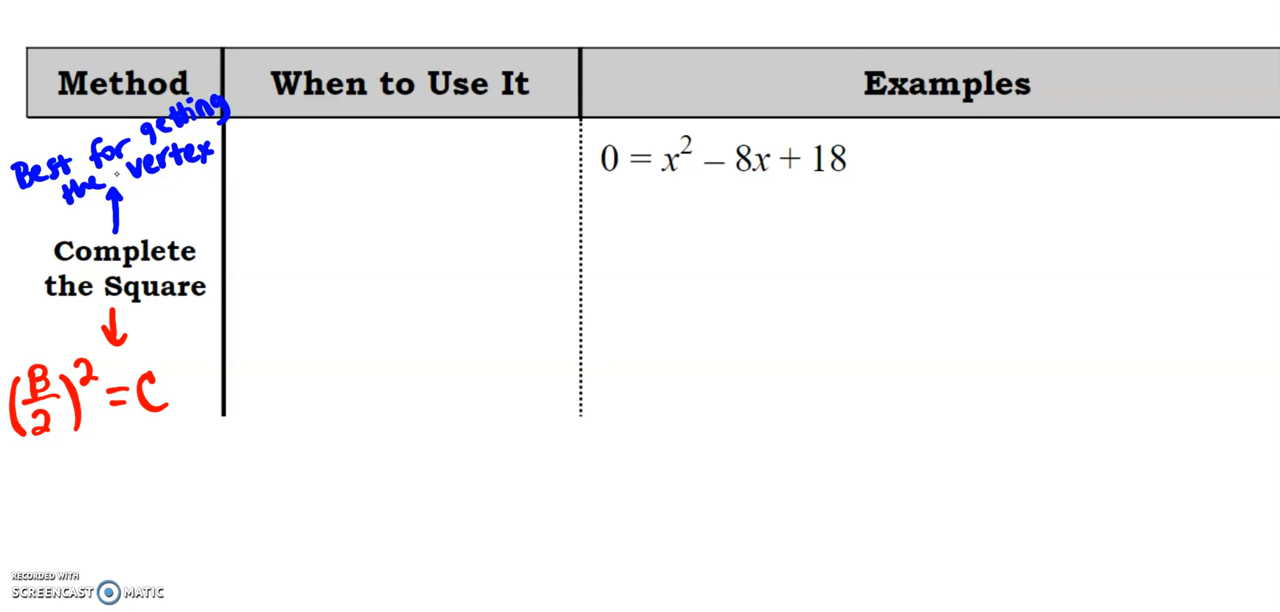 Method When to Use It Examples
Best for getting
the vertex
0 = x² – 8x + 18
Complete
the Square
(B/2)² = C
RECORDED WITH
SCREENCAST MATIC